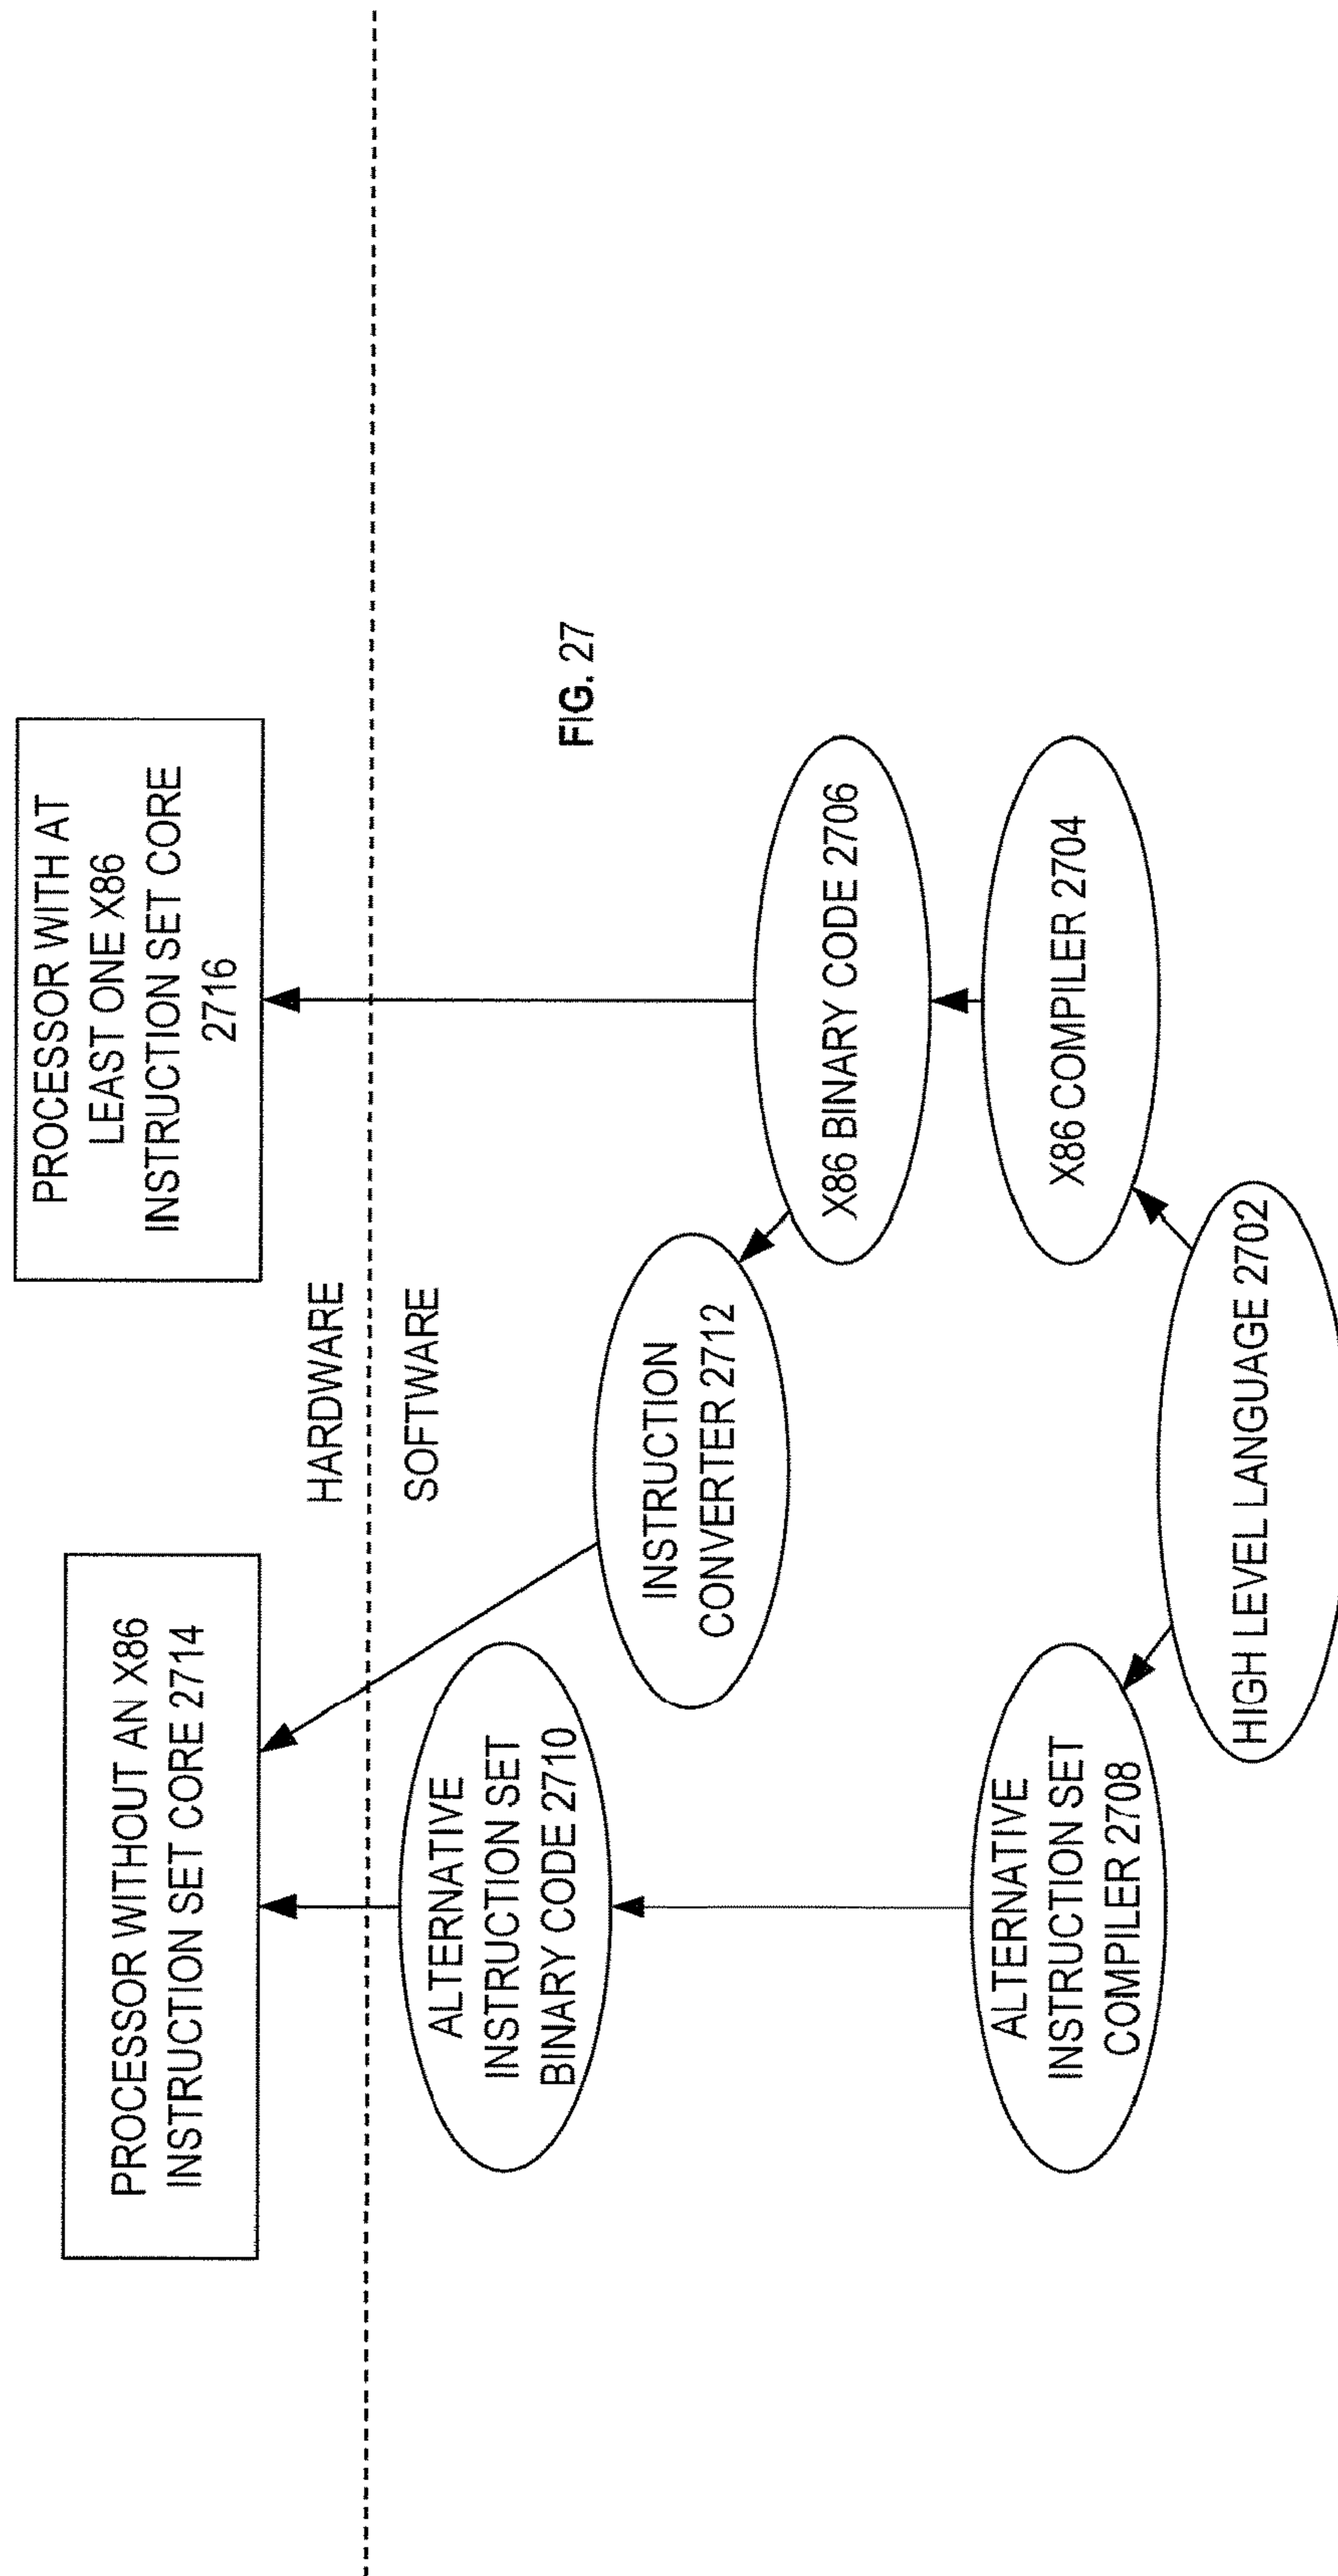 PROCESSOR WITHOUT AN X86
INSTRUCTION SET CORE 2714
PROCESSOR WITH AT
LEAST ONE X86
INSTRUCTION SET CORE
2716
HARDWARE
SOFTWARE
ALTERNATIVE
INSTRUCTION SET
BINARY CODE 2710
INSTRUCTION
CONVERTER 2712
FIG. 27
X86 BINARY CODE 2706
ALTERNATIVE
INSTRUCTION SET
COMPILER 2708
X86 COMPILER 2704
HIGH LEVEL LANGUAGE 2702